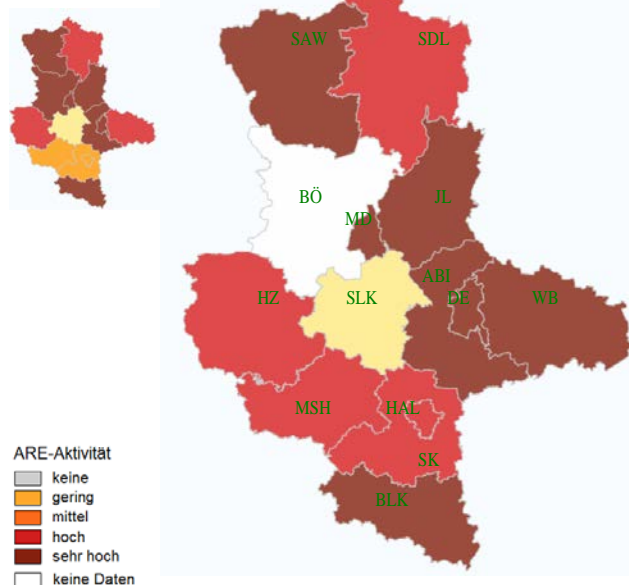 SAW SDL
BÖ JL
MD
ABI
HZ SLK DE WB
MSH HAL
SK
BLK
ARE-Aktivität
keine
gering
mittel
hoch
sehr hoch
keine Daten